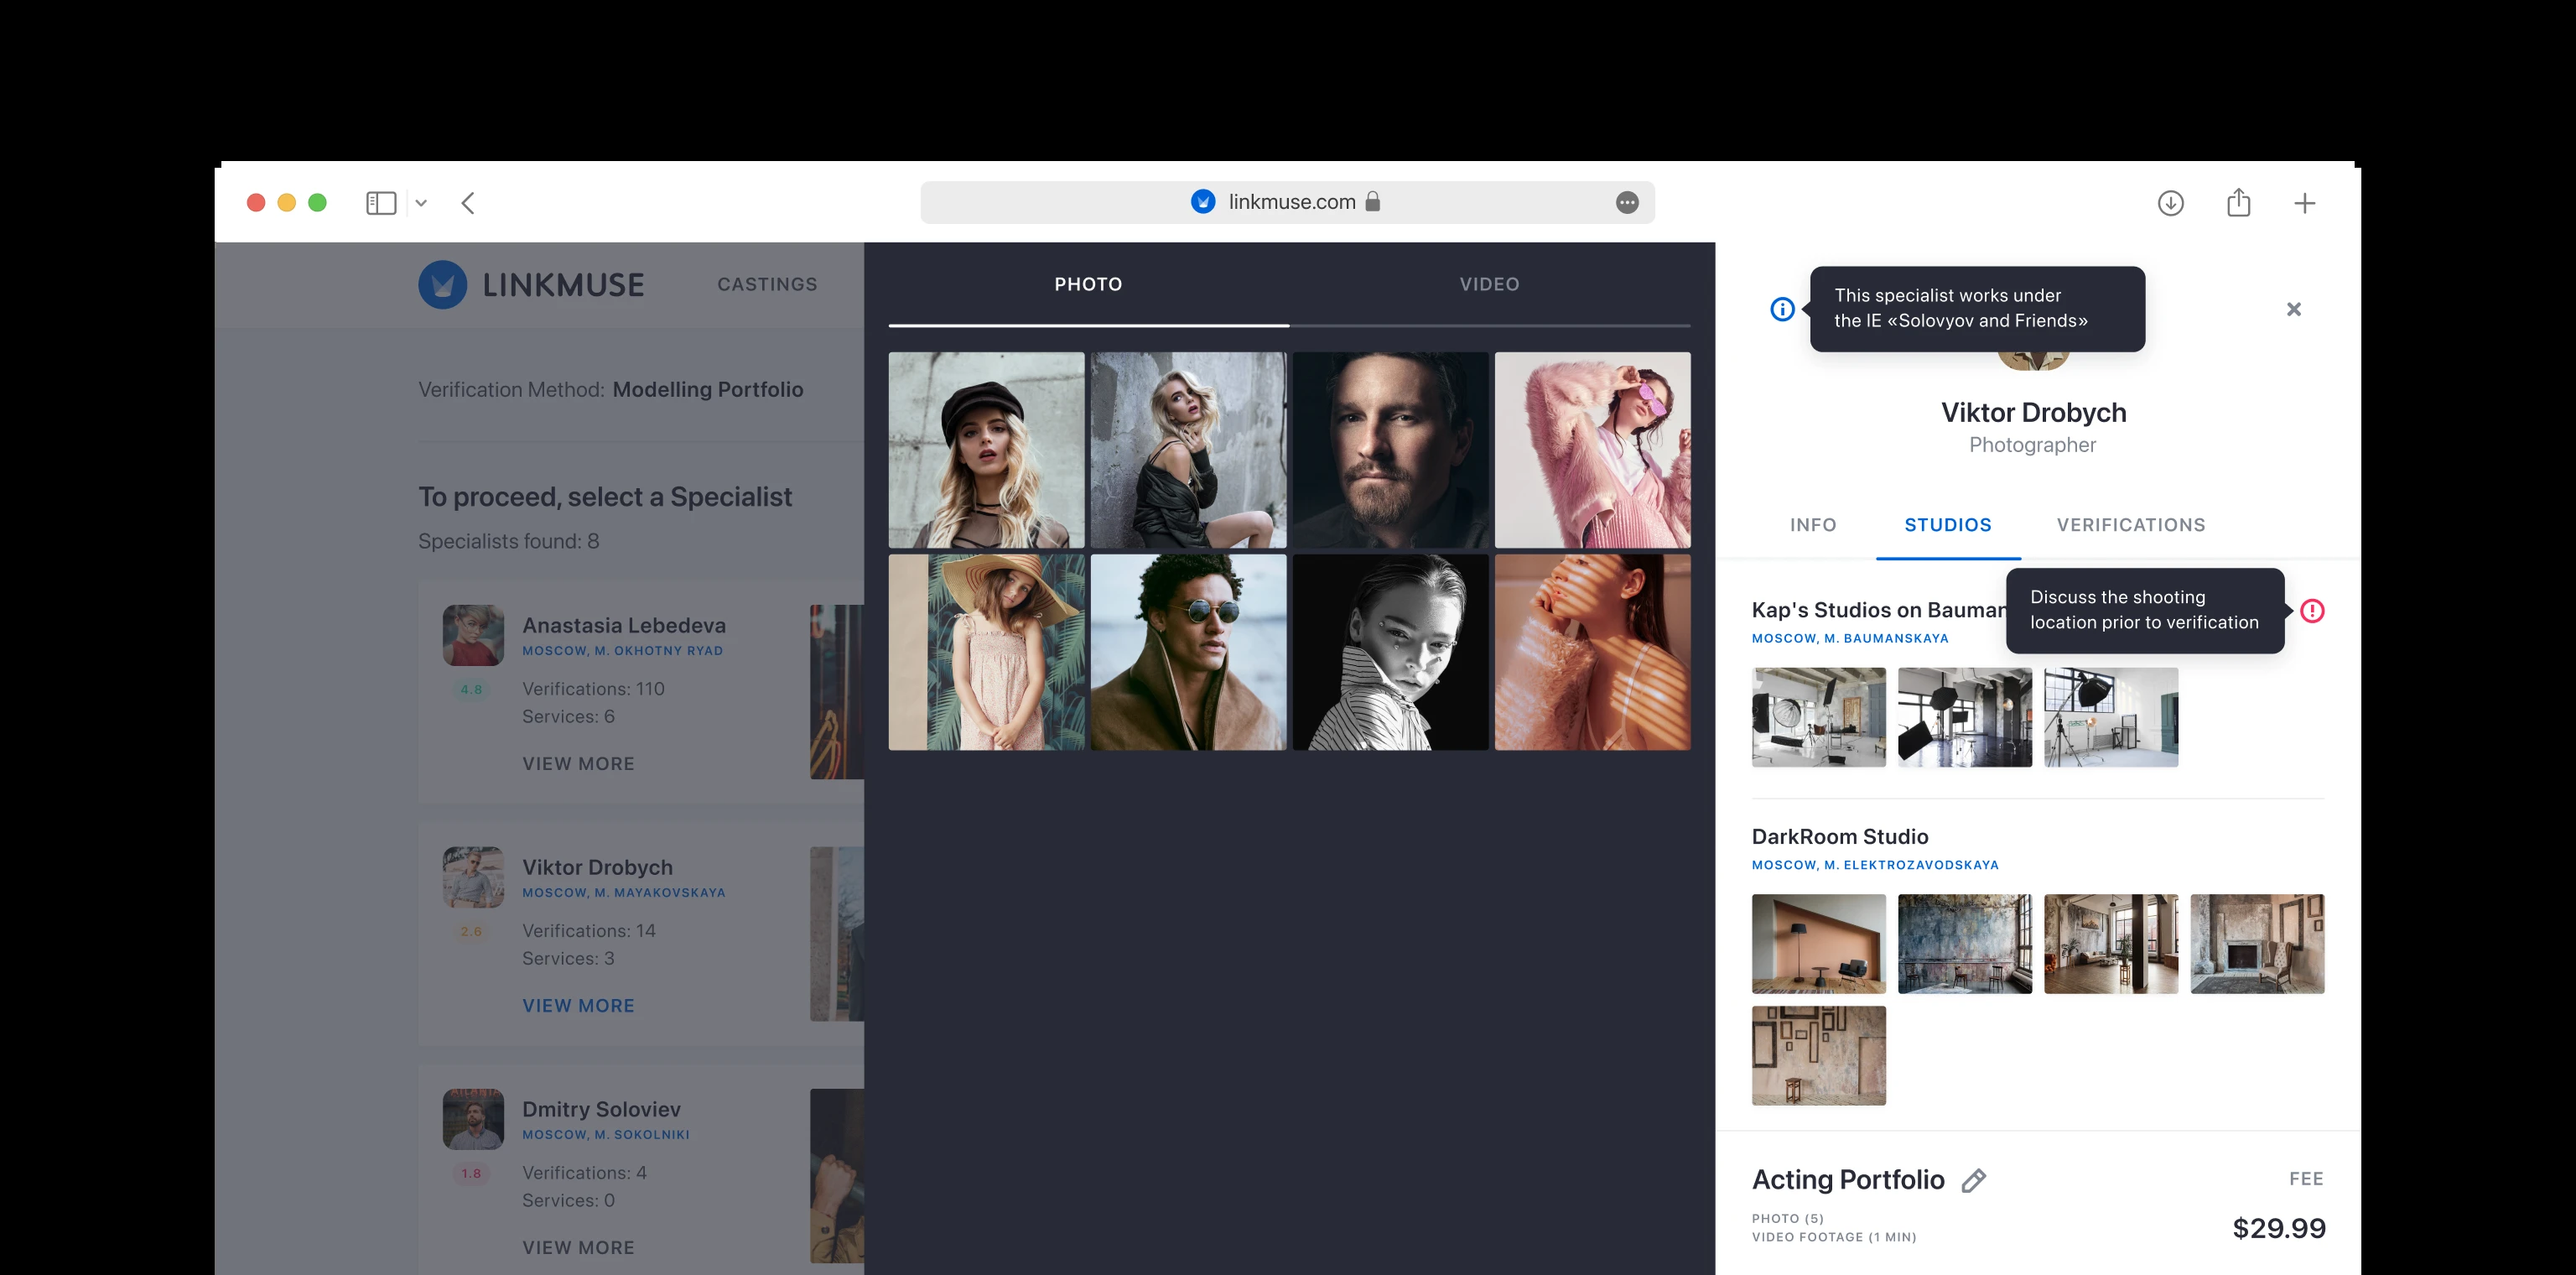 linkmuse.com
LINKMUSE
CASTINGS
Verification Method: Modelling Portfolio
To proceed, select a Specialist
Specialists found: 8
Anastasia Lebedeva
MOSCOW, M. OKHOTNY RYAD
4.8
Verifications: 110
Services: 6
VIEW MORE
Viktor Drobych
MOSCOW, M. MAYAKOVSKAYA
2.6
Verifications: 14
Services: 3
VIEW MORE
Dmitry Soloviev
MOSCOW, M. SOKOLNIKI
1.8
Verifications: 4
Services: 0
VIEW MORE
PHOTO
VIDEO
This specialist works under
the IE «Solovyov and Friends»
Viktor Drobych
Photographer
INFO
STUDIOS
VERIFICATIONS
Kap's Studios on
MOSCOW, M. BAUMANSKAYA
Discuss the shooting
location prior to verification
DarkRoom Studio
MOSCOW, M. ELEKTROZAVODSKAYA
Acting Portfolio
PHOTO (5)
VIDEO FOOTAGE (1 MIN)
FEE
$29.99